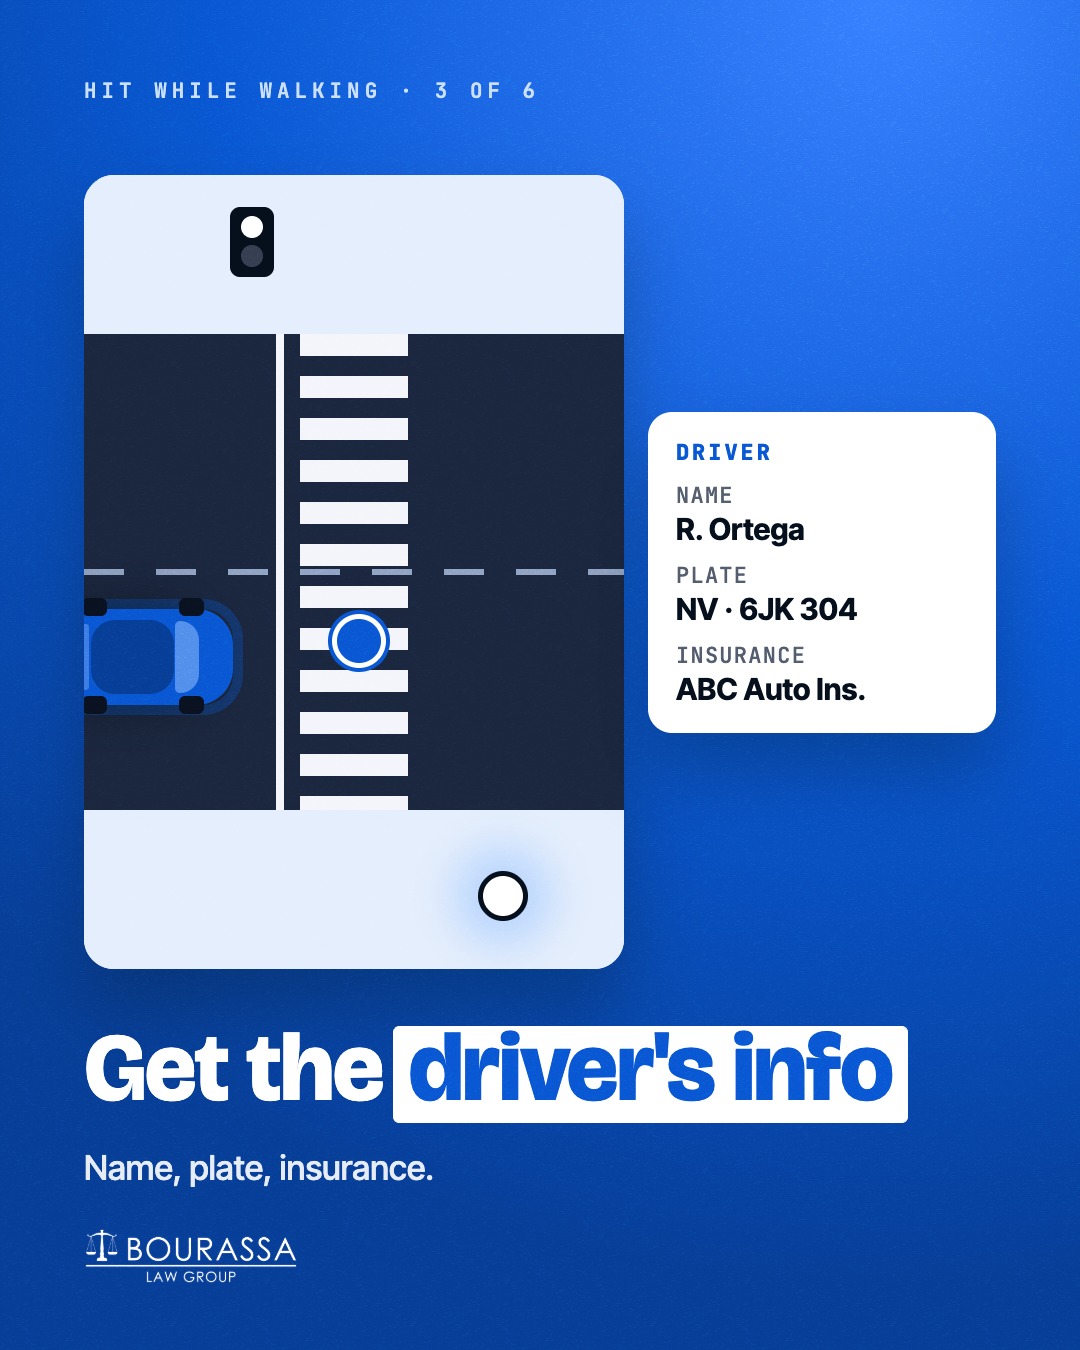 HIT WHILE WALKING · 3 OF 6
DRIVER
NAME
R. Ortega
PLATE
NV · 6JK 304
INSURANCE
ABC Auto Ins.
Get the driver's info
Name, plate, insurance.
BOURASSA
LAW GROUP